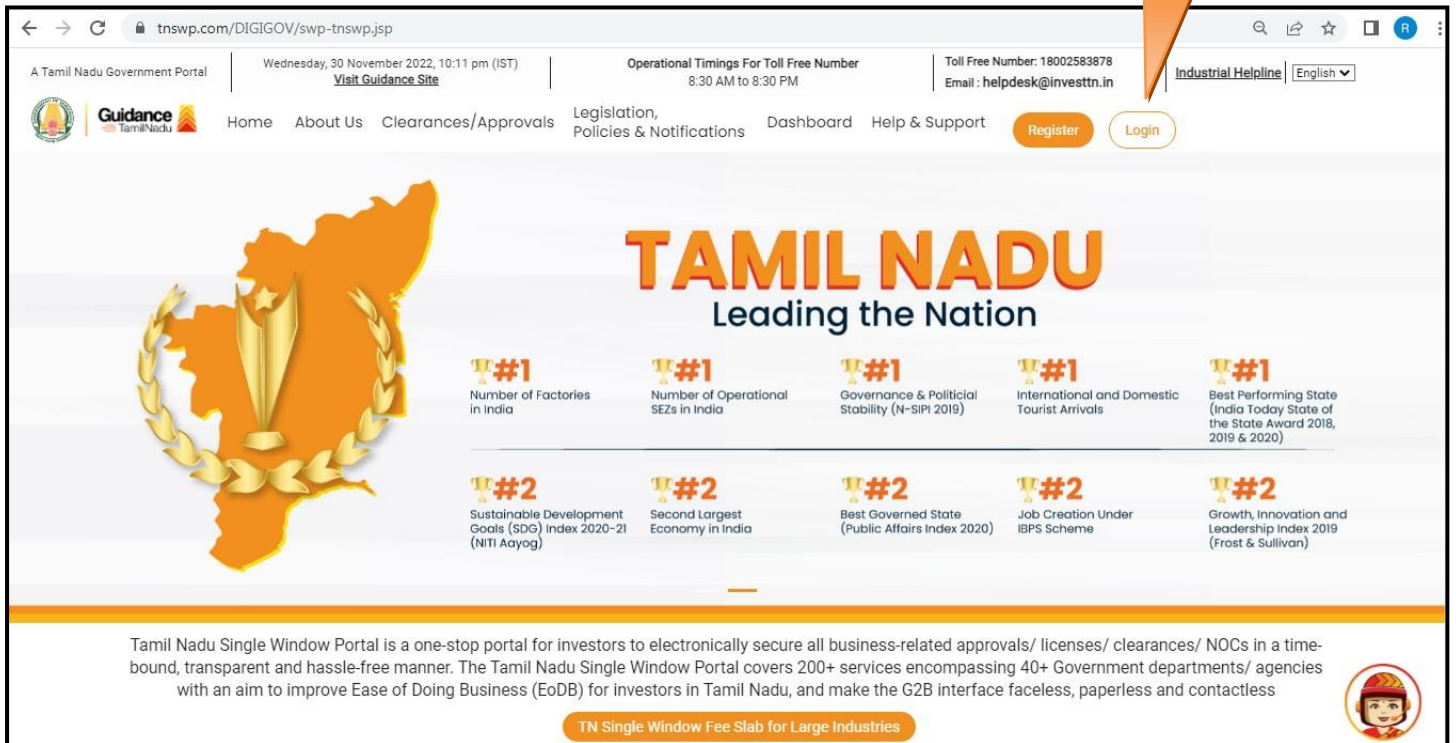 tnswp.com/DIGIGOV/swp-tnswp.jsp
R
A Tamil Nadu Government Portal
Wednesday, 30 November 2022, 10:11 pm (IST)
Visit Guidance Site
Operational Timings For Toll Free Number
8:30 AM to 8:30 PM
Toll Free Number: 18002583878
Email : helpdesk@investtn.in
Industrial Helpline
English
Guidance
TamilNadu
Home
About Us
Clearances/Approvals
Legislation,
Policies & Notifications
Dashboard
Help & Support
Register
Login
TAMIL NADU
Leading the Nation
#1
Number of Factories
in India
#1
Number of Operational
SEZs in India
#1
Governance & Politicial
Stability (N-SIPI 2019)
#1
International and Domestic
Tourist Arrivals
#1
Best Performing State
(India Today State of
the State Award 2018,
2019 & 2020)
#2
Sustainable Development
Goals (SDG) Index 2020-21
(NITI Aayog)
#2
Second Largest
Economy in India
#2
Best Governed State
(Public Affairs Index 2020)
#2
Job Creation Under
IBPS Scheme
#2
Growth, Innovation and
Leadership Index 2019
(Frost & Sullivan)
Tamil Nadu Single Window Portal is a one-stop portal for investors to electronically secure all business-related approvals/ licenses/ clearances/ NOCs in a time-
bound, transparent and hassle-free manner. The Tamil Nadu Single Window Portal covers 200+ services encompassing 40+ Government departments/ agencies
with an aim to improve Ease of Doing Business (EoDB) for investors in Tamil Nadu, and make the G2B interface faceless, paperless and contactless
TN Single Window Fee Slab for Large Industries